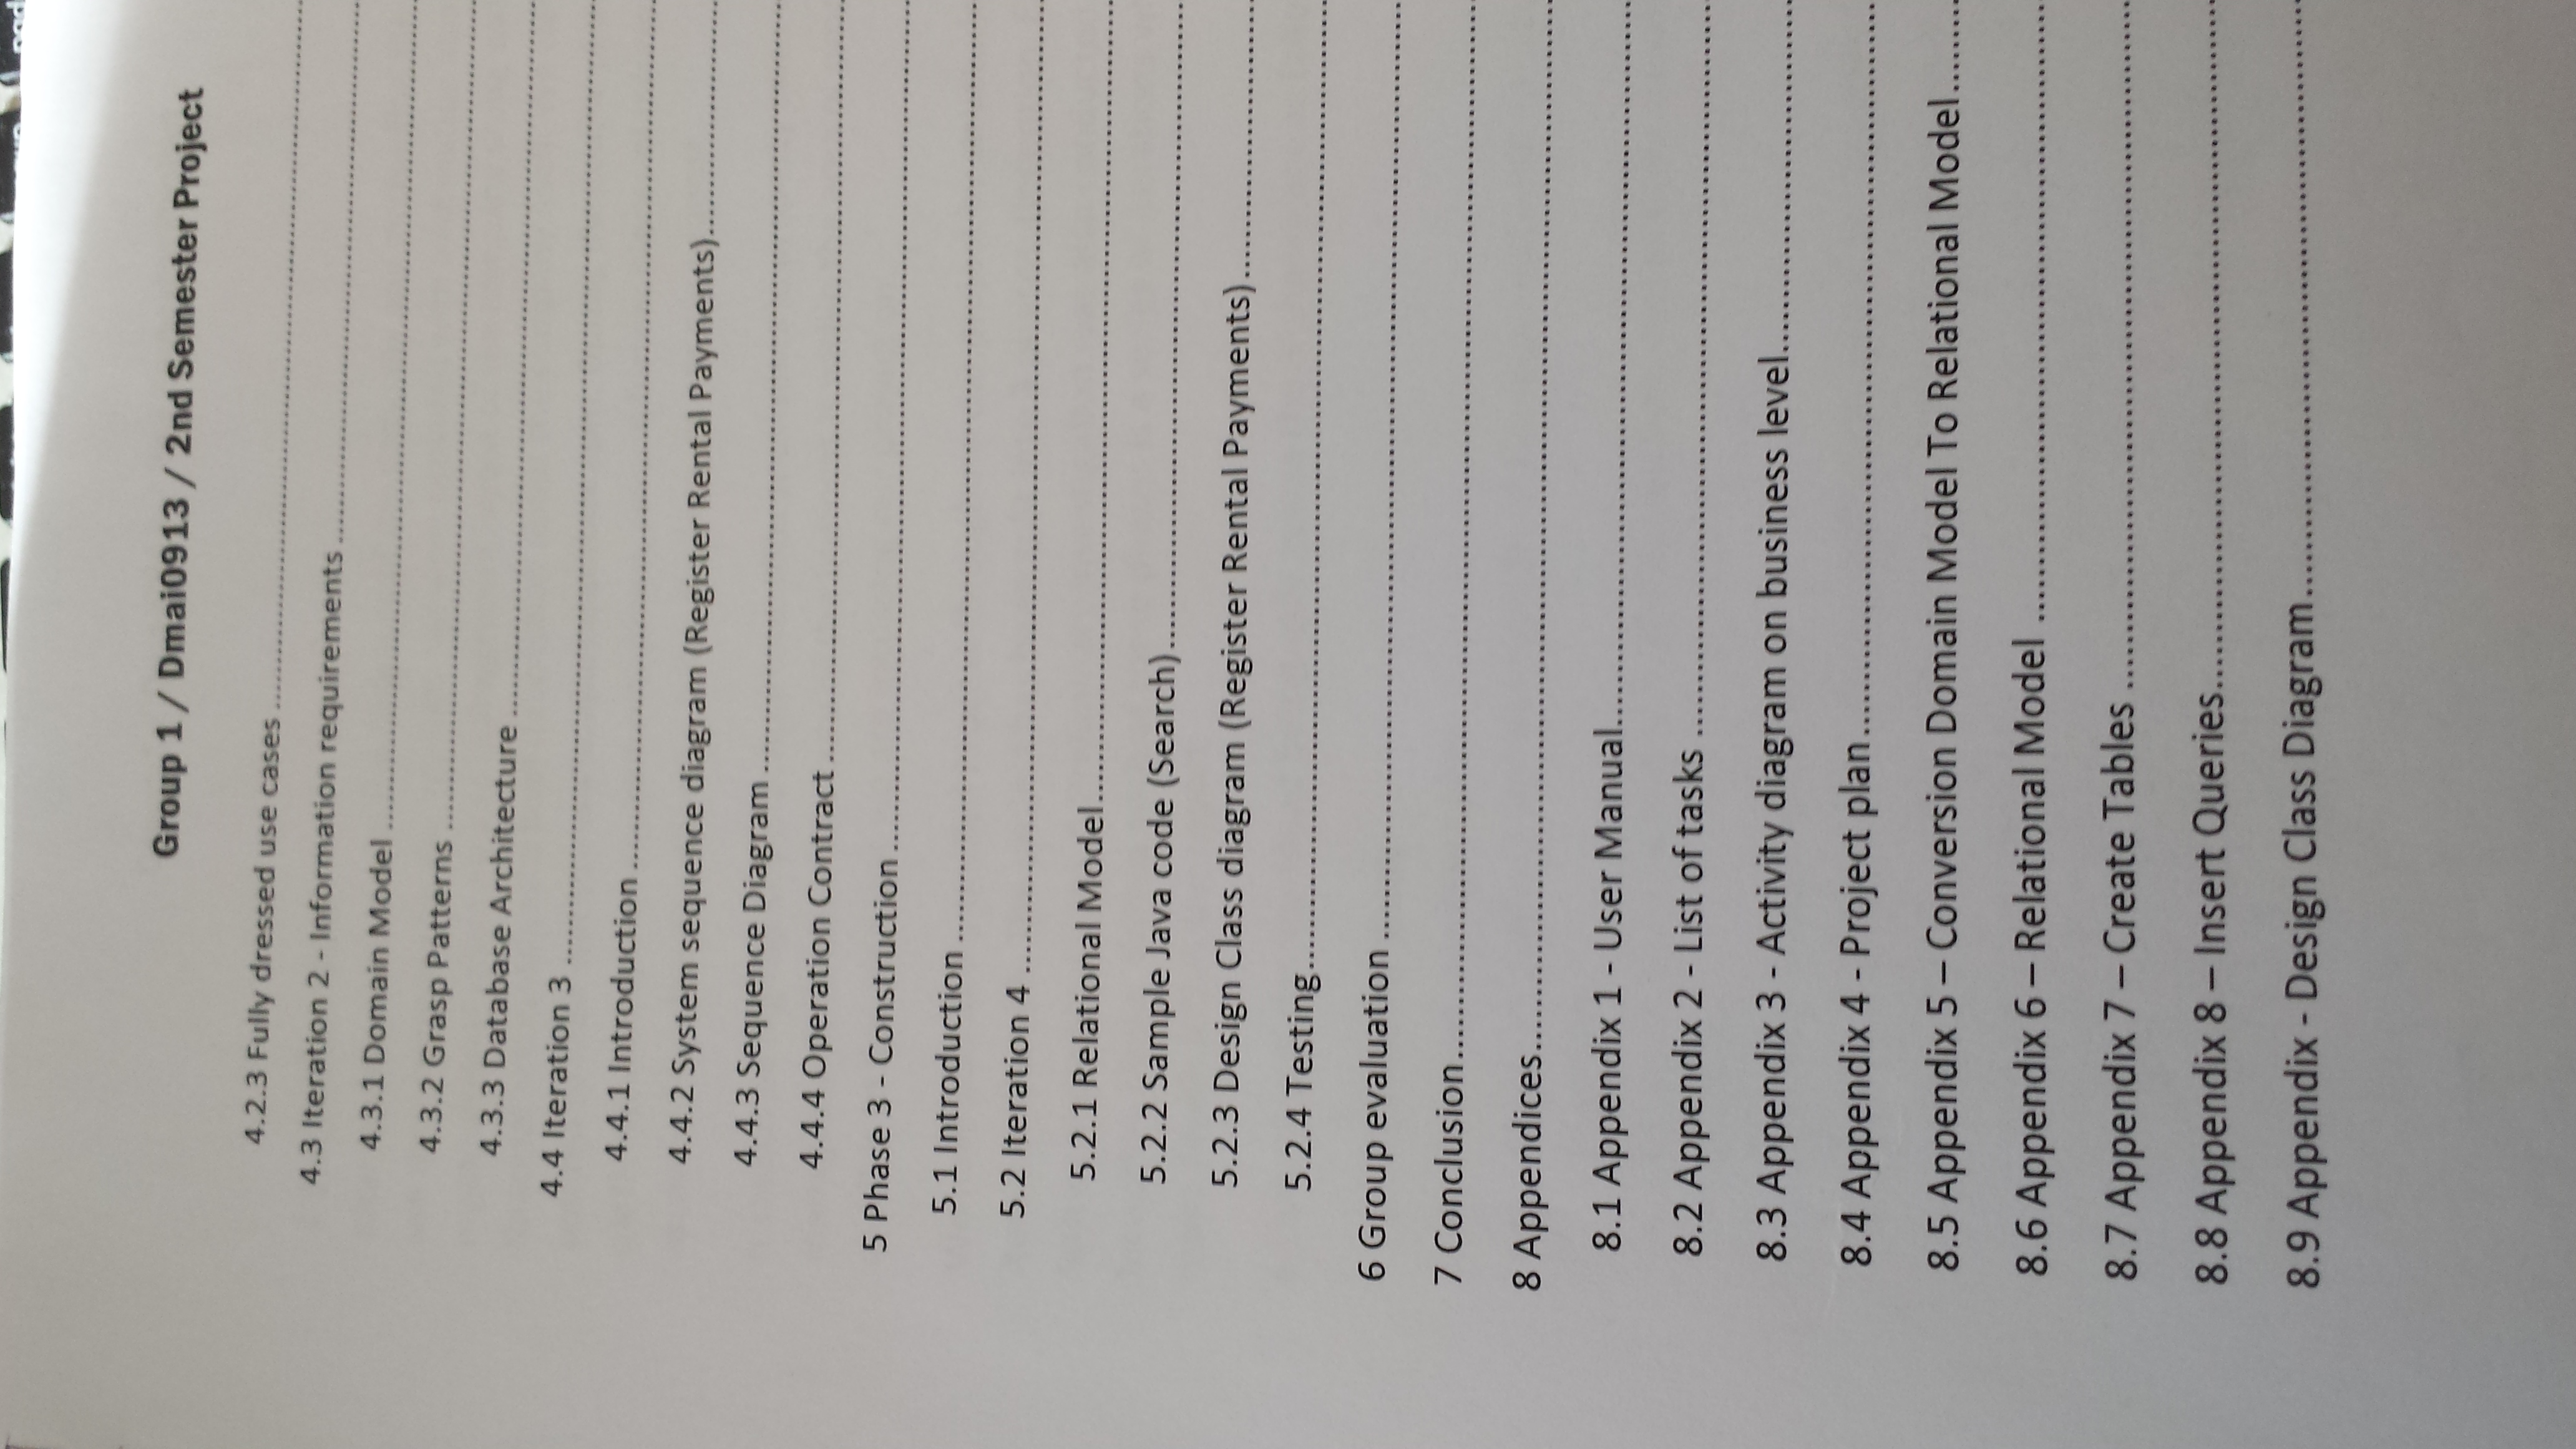 Group 1 / Dmai0913 / 2nd Semester Project
4.2.3 Fully dressed use cases
4.3 Iteration 2 - Information requirements
4.3.1 Domain Model
4.3.2 Grasp Patterns
4.3.3 Database Architecture
4.4 Iteration 3
4.4.1 Introduction
4.4.2 System sequence diagram (Register Rental Payments)
4.4.3 Sequence Diagram
4.4.4 Operation Contract
5 Phase 3 - Construction
5.1 Introduction
5.2 Iteration 4
5.2.1 Relational Model
5.2.2 Sample Java code (Search)
5.2.3 Design Class diagram (Register Rental Payments)
5.2.4 Testing
6 Group evaluation
7 Conclusion
8 Appendices
8.1 Appendix 1 - User Manual
8.2 Appendix 2 - List of tasks
8.3 Appendix 3 - Activity diagram on business level
8.4 Appendix 4 - Project plan
8.5 Appendix 5 – Conversion Domain Model To Relational Model
8.6 Appendix 6 – Relational Model
8.7 Appendix 7 – Create Tables
8.8 Appendix 8 – Insert Queries
8.9 Appendix - Design Class Diagram